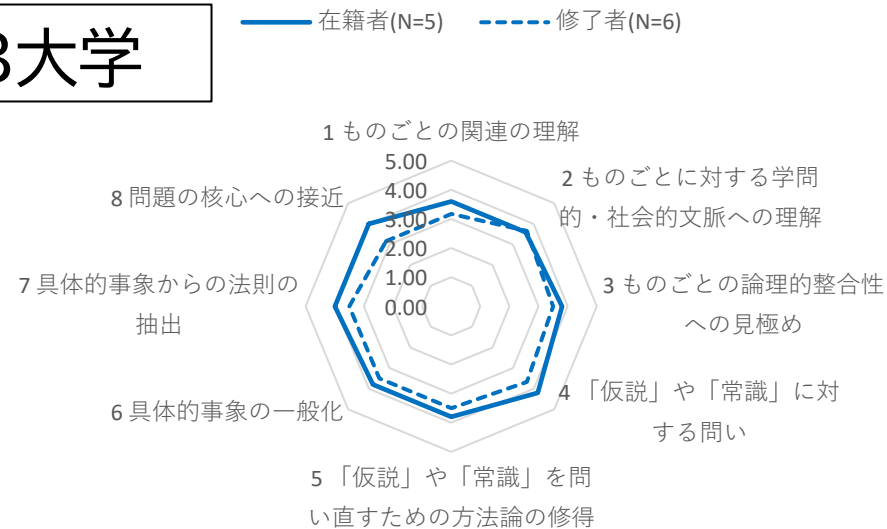 在籍者(N=5) 修了者(N=6)
B大学
1 ものごとの関連の理解
5.00
4.00
3.00
2.00
1.00
0.00
2 ものごとに対する学問
的・社会的文脈への理解
3 ものごとの論理的整合性
への見極め
4 「仮説」や「常識」に対
する問い
5 「仮説」や「常識」を問
い直すための方法論の修得
6 具体的事象の一般化
7 具体的事象からの法則の
抽出
8 問題の核心への接近